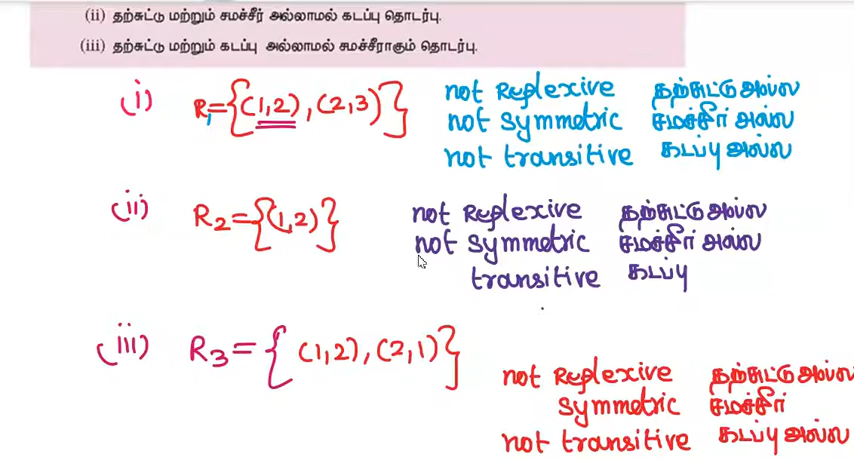 (ii) தற்சுட்டு மற்றும் சமச்சீர் அல்லாமல் கடப்பு தொடர்பு.
(iii) தற்சுட்டு மற்றும் கடப்பு அல்லாமல் சமச்சீராகும் தொடர்பு.
(i) R₁={(1,2),(2,3)} not Reflexive தற்சுட்டு அல்ல
not Symmetric சமச்சீர் அல்ல
not transitive கடப்பு அல்ல
(ii) R₂={(1,2)} not Reflexive தற்சுட்டு அல்ல
not Symmetric சமச்சீர் அல்ல
transitive கடப்பு
(iii) R₃={(1,2),(2,1)}
not Reflexive தற்சுட்டு அல்ல
Symmetric சமச்சீர்
not transitive கடப்பு அல்ல